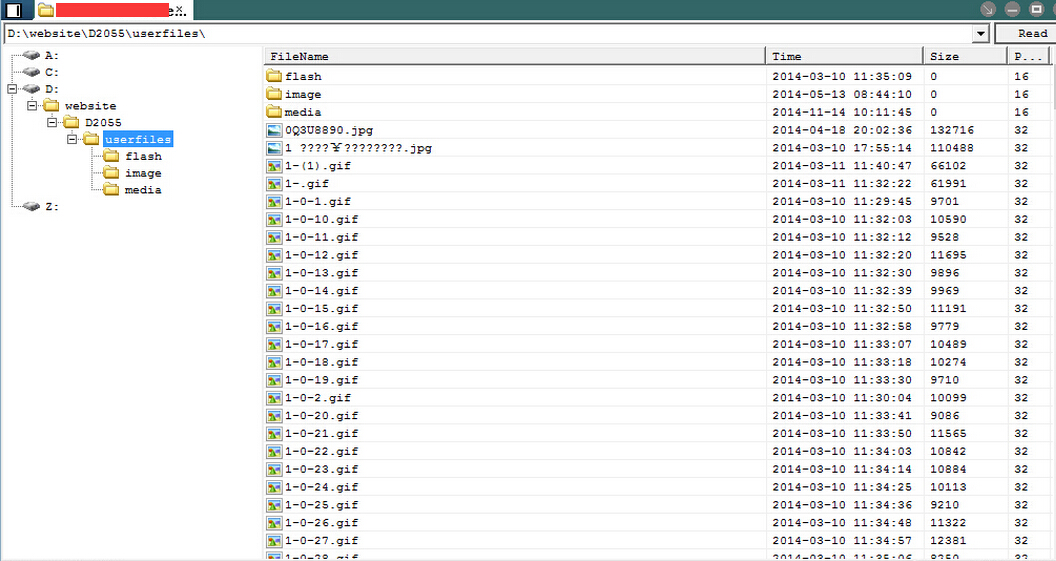 e...
D:\website\D2055\userfiles\ Read
A:
C:
D:
website
D2055
userfiles
flash
image
media
Z:
FileName Time Size P...
flash 2014-03-10 11:35:09 0 16
image 2014-05-13 08:44:10 0 16
media 2014-11-14 10:11:45 0 16
0Q3U8890.jpg 2014-04-18 20:02:36 132716 32
1 ????¥????????.jpg 2014-03-10 17:55:14 110488 32
1-(1).gif 2014-03-11 11:40:47 66102 32
1-.gif 2014-03-11 11:32:22 61991 32
1-0-1.gif 2014-03-10 11:29:45 9701 32
1-0-10.gif 2014-03-10 11:32:03 10590 32
1-0-11.gif 2014-03-10 11:32:12 9528 32
1-0-12.gif 2014-03-10 11:32:20 11695 32
1-0-13.gif 2014-03-10 11:32:30 9896 32
1-0-14.gif 2014-03-10 11:32:39 9969 32
1-0-15.gif 2014-03-10 11:32:50 11191 32
1-0-16.gif 2014-03-10 11:32:58 9779 32
1-0-17.gif 2014-03-10 11:33:07 10489 32
1-0-18.gif 2014-03-10 11:33:18 10274 32
1-0-19.gif 2014-03-10 11:33:30 9710 32
1-0-2.gif 2014-03-10 11:30:04 10099 32
1-0-20.gif 2014-03-10 11:33:41 9086 32
1-0-21.gif 2014-03-10 11:33:50 11565 32
1-0-22.gif 2014-03-10 11:34:03 10842 32
1-0-23.gif 2014-03-10 11:34:14 10884 32
1-0-24.gif 2014-03-10 11:34:25 10113 32
1-0-25.gif 2014-03-10 11:34:36 9210 32
1-0-26.gif 2014-03-10 11:34:48 11322 32
1-0-27.gif 2014-03-10 11:34:57 12381 32
1-0-28.gif 2014-03-10 11:35:06 8250 32